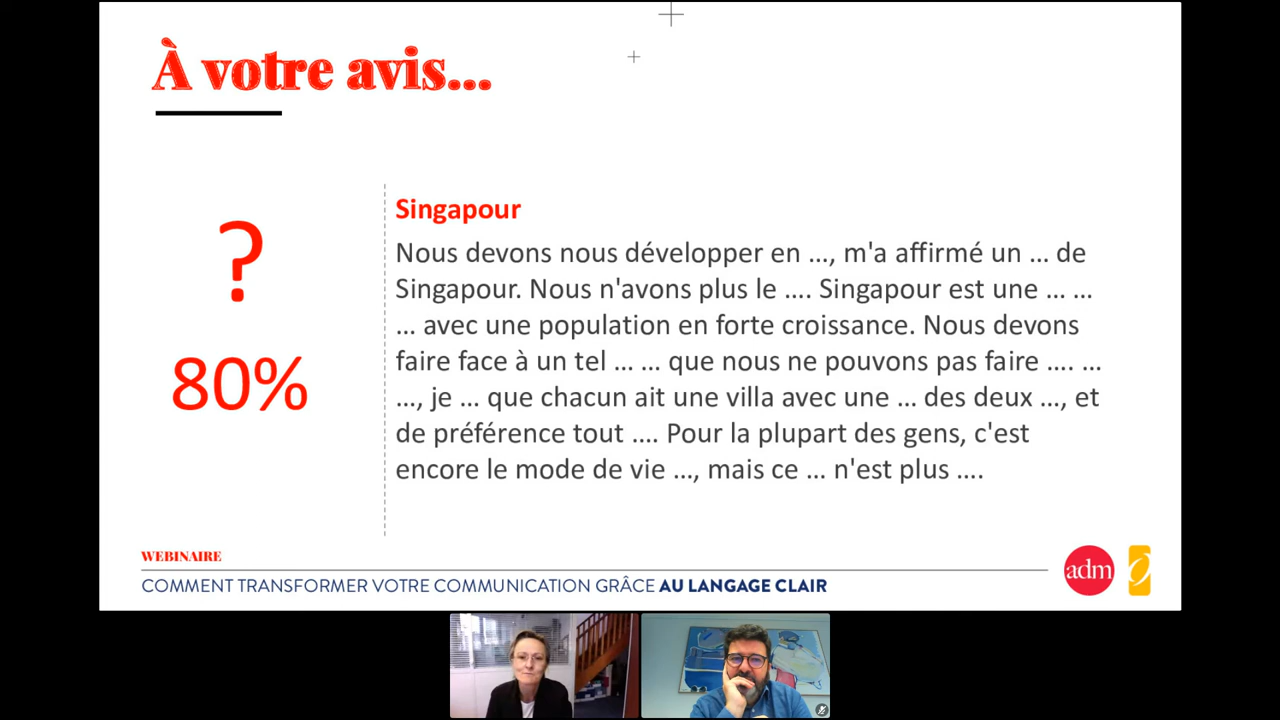 À votre avis...
?
80%
Singapour
Nous devons nous développer en ..., m'a affirmé un ... de
Singapour. Nous n'avons plus le .... Singapour est une ... ...
... avec une population en forte croissance. Nous devons
faire face à un tel ... ... que nous ne pouvons pas faire .... ...
..., je ... que chacun ait une villa avec une ... des deux ..., et
de préférence tout .... Pour la plupart des gens, c'est
encore le mode de vie ..., mais ce ... n'est plus ....
WEBINAIRE
COMMENT TRANSFORMER VOTRE COMMUNICATION GRÂCE AU LANGAGE CLAIR
adm